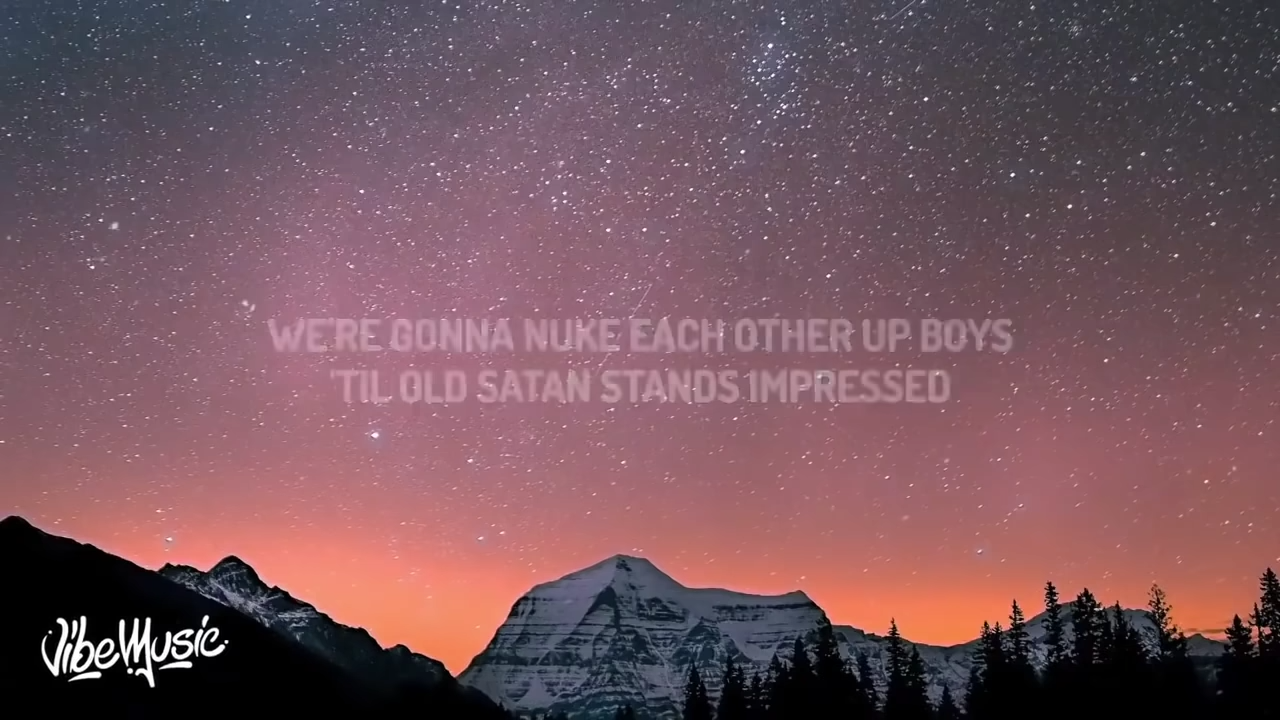 WE'RE GONNA NUKE EACH OTHER UP BOYS
'TIL OLD SATAN STANDS IMPRESSED
VibeMusic